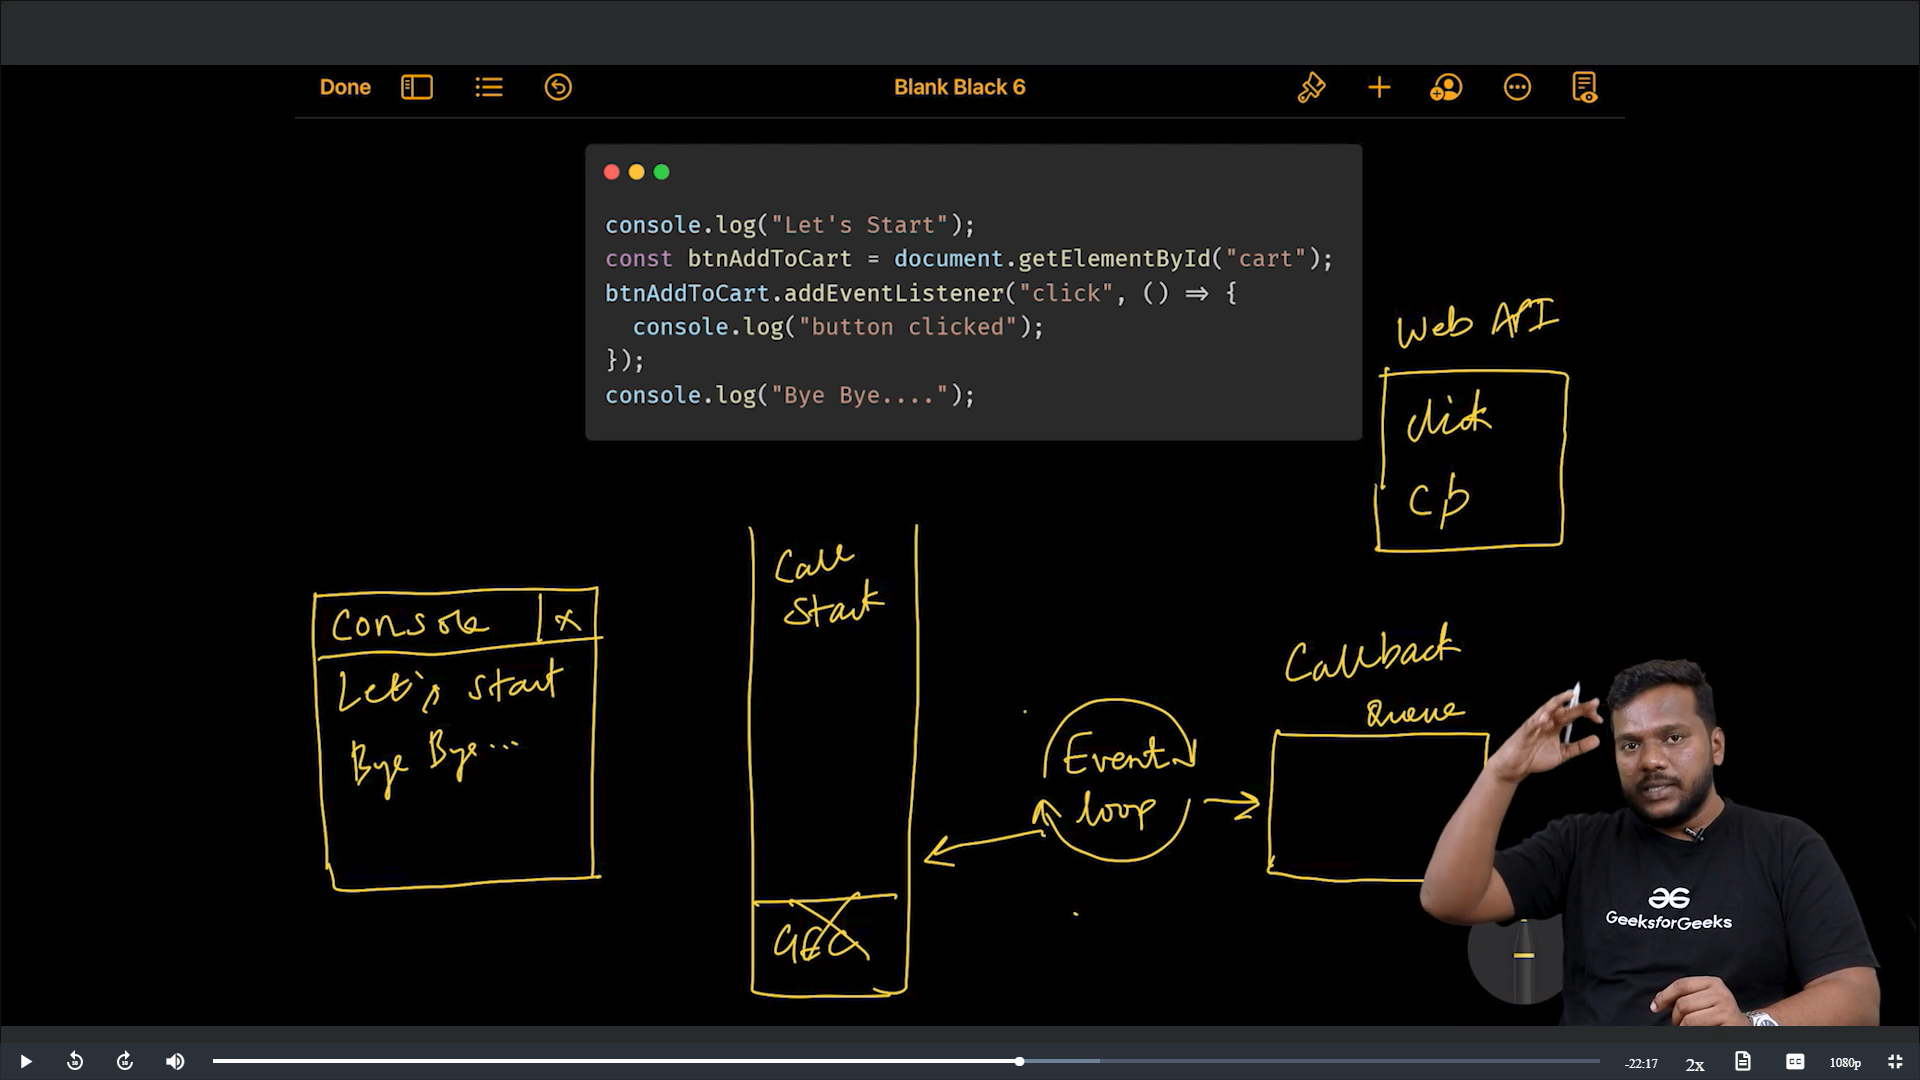 Done
Blank Black 6
console.log("Let's Start");
const btnAddToCart = document.getElementById("cart");
btnAddToCart.addEventListener("click", () => {
  console.log("button clicked");
});
console.log("Bye Bye....");
Web API
click
cb
Call
Stack
Console X
Let's start
Bye Bye...
Callback
Queue
Event
loop
GEC
GeeksforGeeks
-22:17
2x
CC
1080p